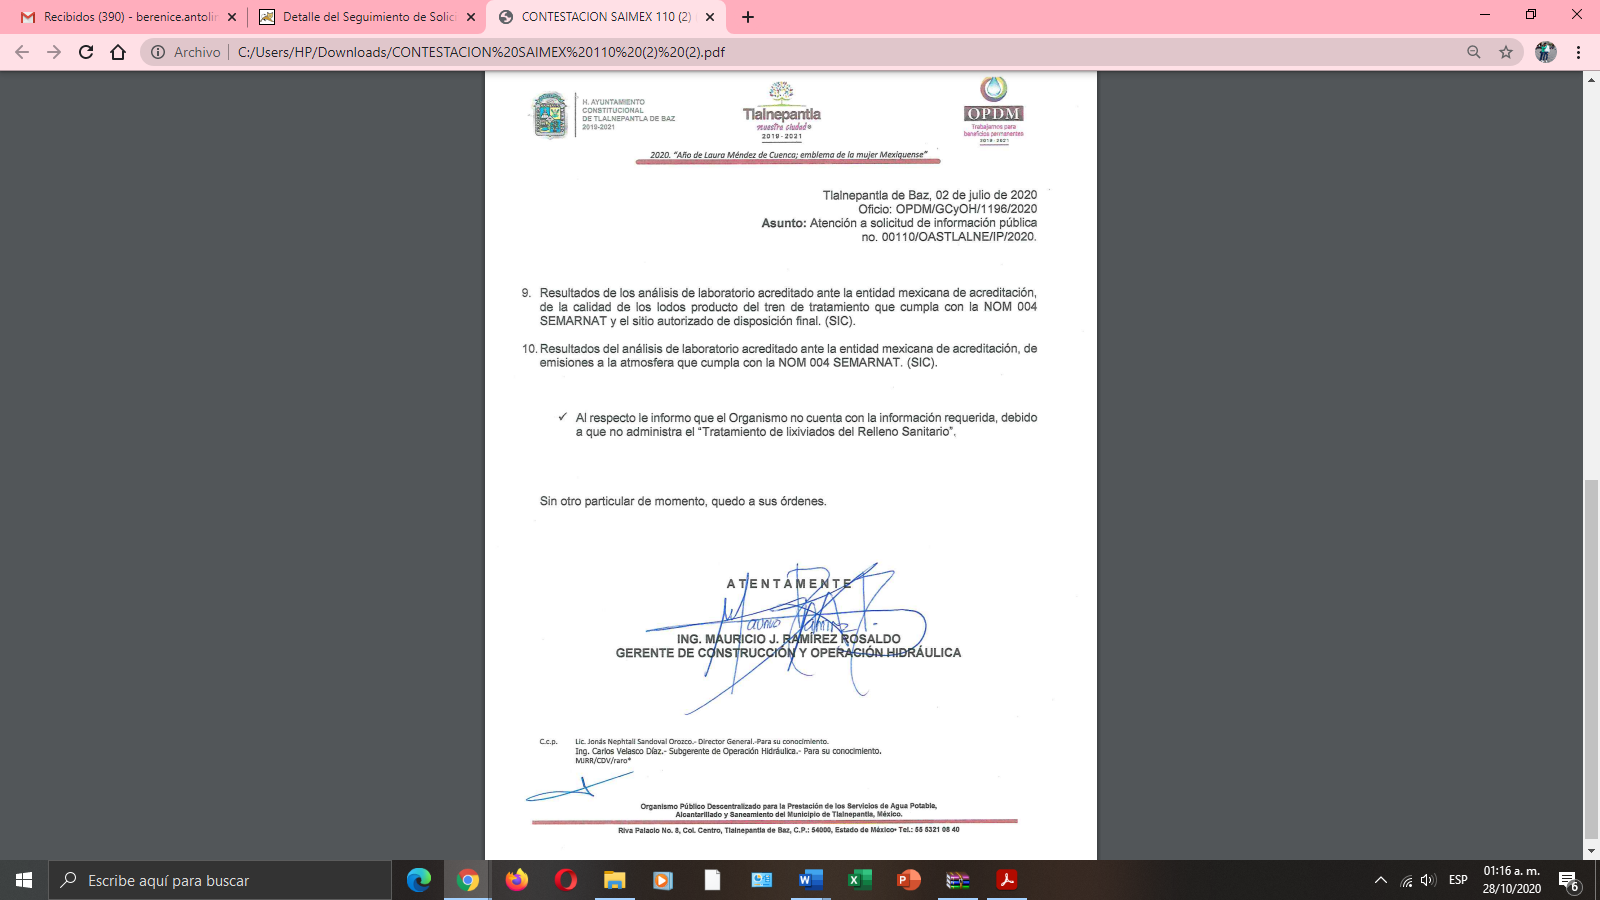 Recibidos (390) - berenice.antolin
Detalle del Seguimiento de Solici
CONTESTACION SAIMEX 110 (2)
Archivo
C:/Users/HP/Downloads/CONTESTACION%20SAIMEX%20110%20(2)%20(2).pdf
H. AYUNTAMIENTO
CONSTITUCIONAL
DE TLALNEPANTLA DE BAZ
2019-2021
Tlalnepantla
nuestra ciudad
2019 - 2021
OPDM
Trabajamos para
beneficios permanentes
2019 - 2021
2020. “Año de Laura Méndez de Cuenca; emblema de la mujer Mexiquense”
Tlalnepantla de Baz, 02 de julio de 2020
Oficio: OPDM/GCyOH/1196/2020
Asunto: Atención a solicitud de información pública
no. 00110/OASTLALNE/IP/2020.
9. Resultados de los análisis de laboratorio acreditado ante la entidad mexicana de acreditación,
de la calidad de los lodos producto del tren de tratamiento que cumpla con la NOM 004
SEMARNAT y el sitio autorizado de disposición final. (SIC).
10. Resultados del análisis de laboratorio acreditado ante la entidad mexicana de acreditación, de
emisiones a la atmosfera que cumpla con la NOM 004 SEMARNAT. (SIC).
✓ Al respecto le informo que el Organismo no cuenta con la información requerida, debido
a que no administra el “Tratamiento de lixiviados del Relleno Sanitario”.
Sin otro particular de momento, quedo a sus órdenes.
A T E N T A M E N T E
ING. MAURICIO J. RAMÍREZ ROSALDO
GERENTE DE CONSTRUCCIÓN Y OPERACIÓN HIDRÁULICA
C.c.p. Lic. Jonás Nephtali Sandoval Orozco.- Director General.-Para su conocimiento.
Ing. Carlos Velasco Díaz.- Subgerente de Operación Hidráulica.- Para su conocimiento.
MJRR/CDV/raro*
Organismo Público Descentralizado para la Prestación de los Servicios de Agua Potable,
Alcantarillado y Saneamiento del Municipio de Tlalnepantla, México.
Riva Palacio No. 8, Col. Centro, Tlalnepantla de Baz, C.P.: 54000, Estado de México• Tel.: 55 5321 08 40
Escribe aquí para buscar
ESP
01:16 a. m.
28/10/2020
6